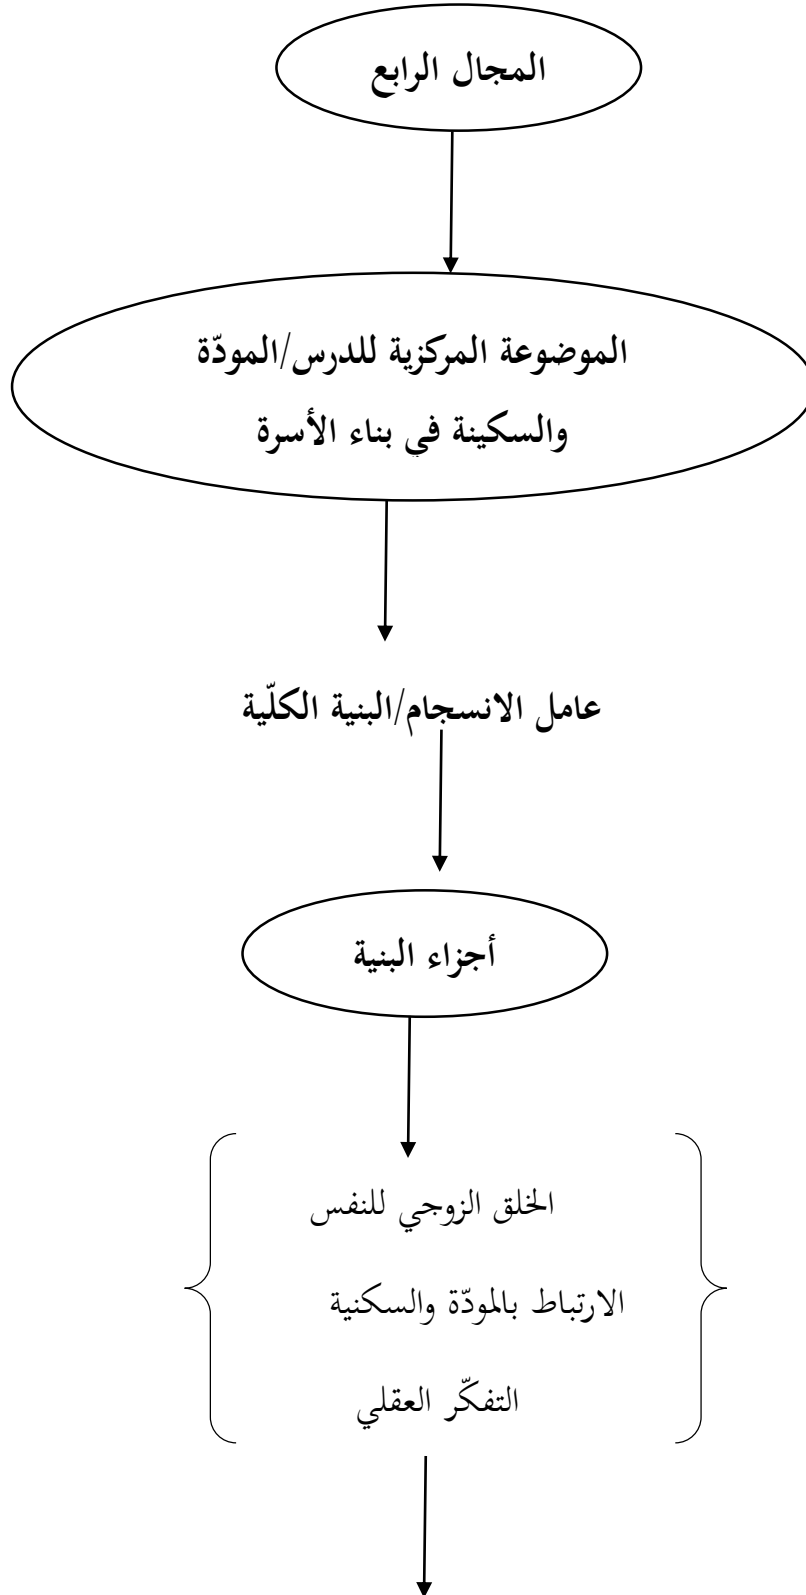 المجال الرابع
الموضوعة المركزية للدرس/المودّة
والسكينة في بناء الأسرة
عامل الانسجام/البنية الكلّية
أجزاء البنية
الخلق الزوجي للنفس
الارتباط بالمودّة والسكنية
التفكّر العقلي